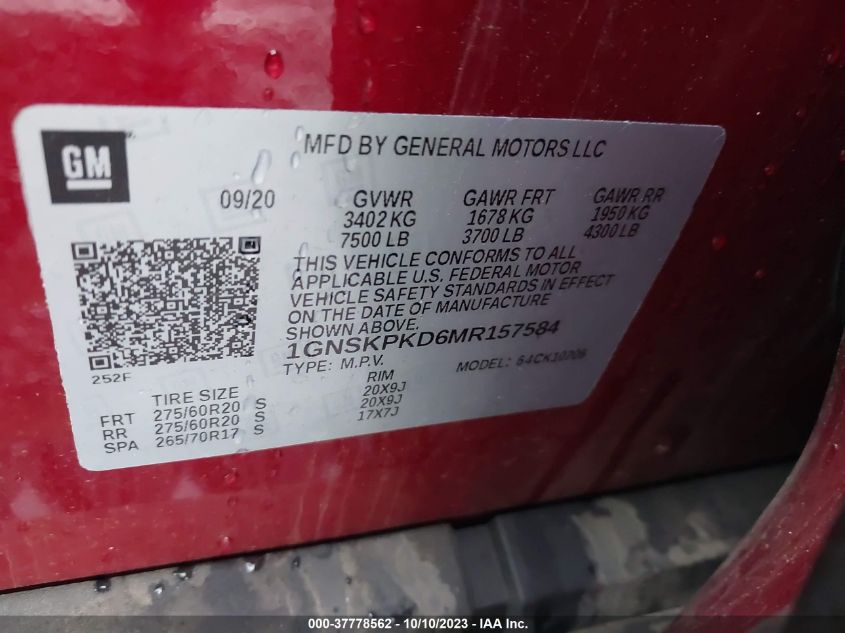 GM
MFD BY GENERAL MOTORS LLC
09/20 GVWR GAWR FRT GAWR RR
3402 KG 1678 KG 1950 KG
7500 LB 3700 LB 4300 LB
THIS VEHICLE CONFORMS TO ALL
APPLICABLE U.S. FEDERAL MOTOR
VEHICLE SAFETY STANDARDS IN EFFECT
ON THE DATE OF MANUFACTURE
SHOWN ABOVE.
1GNSKPKD6MR157584
TYPE: M.P.V. MODEL: 64CK10706
252F
TIRE SIZE RIM
FRT 275/60R20 S 20X9J
RR 275/60R20 S 20X9J
SPA 265/70R17 S 17X7J
000-37778562 - 10/10/2023 - IAA Inc.